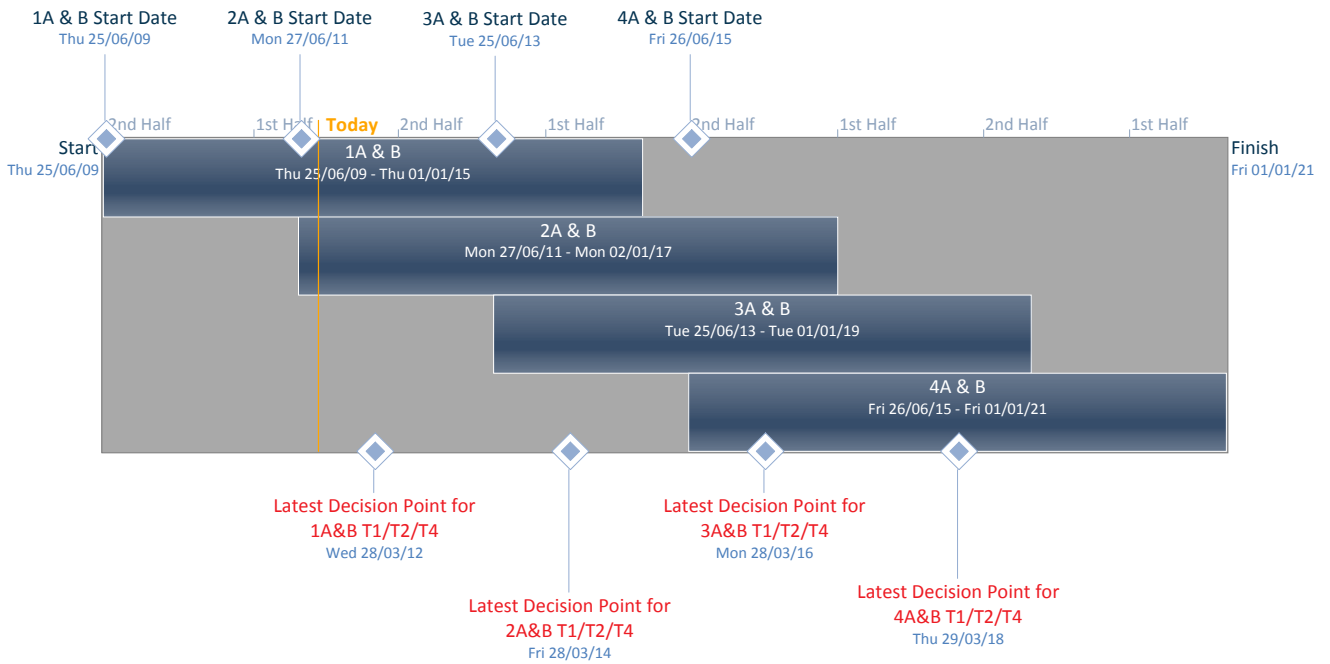 1A & B Start Date
Thu 25/06/09
2A & B Start Date
Mon 27/06/11
3A & B Start Date
Tue 25/06/13
4A & B Start Date
Fri 26/06/15
2nd Half
1st Half
Today
2nd Half
1st Half
2nd Half
1st Half
2nd Half
1st Half
Start
Thu 25/06/09
Finish
Fri 01/01/21
1A & B
Thu 25/06/09 - Thu 01/01/15
2A & B
Mon 27/06/11 - Mon 02/01/17
3A & B
Tue 25/06/13 - Tue 01/01/19
4A & B
Fri 26/06/15 - Fri 01/01/21
Latest Decision Point for
1A&B T1/T2/T4
Wed 28/03/12
Latest Decision Point for
3A&B T1/T2/T4
Mon 28/03/16
Latest Decision Point for
2A&B T1/T2/T4
Fri 28/03/14
Latest Decision Point for
4A&B T1/T2/T4
Thu 29/03/18